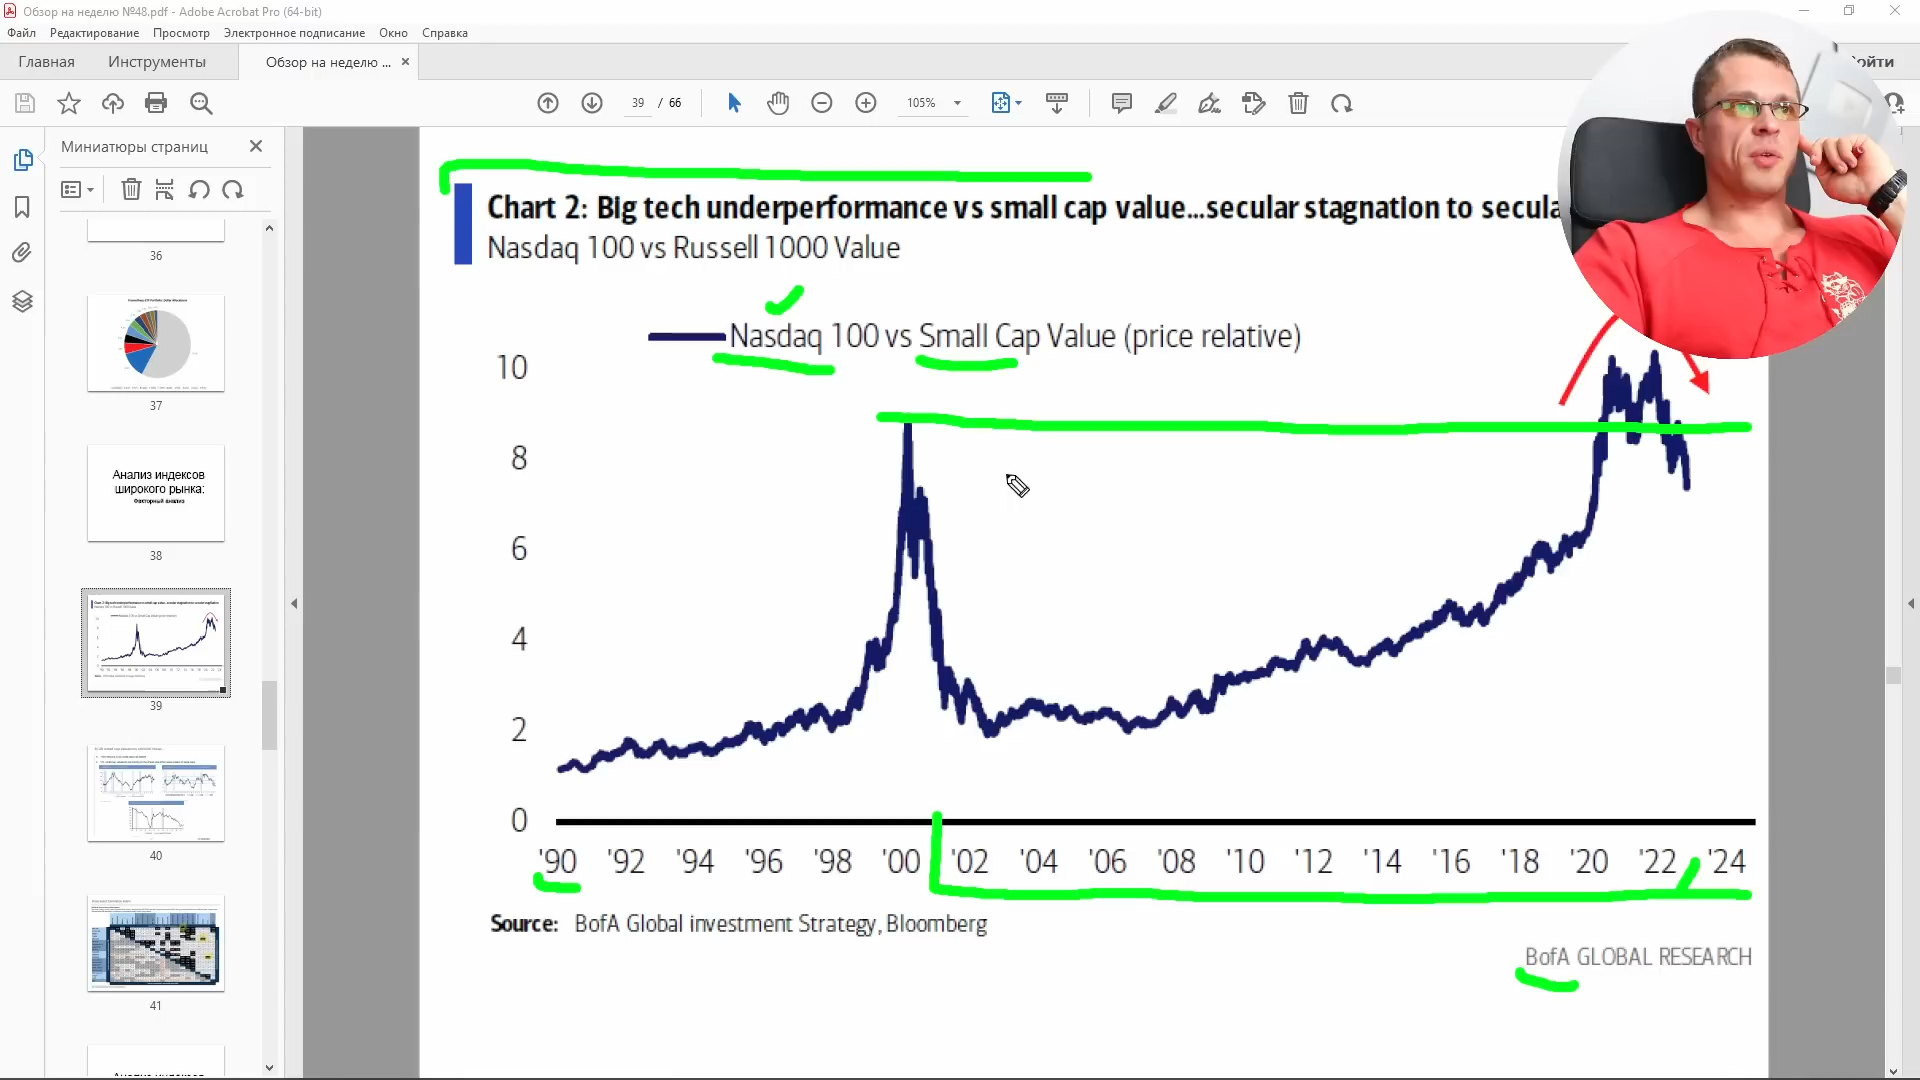 Обзор на неделю №48.pdf - Adobe Acrobat Pro (64-bit)
Файл Редактирование Просмотр Электронное подписание Окно Справка
Главная Инструменты Обзор на неделю ... × ойти
39 / 66 105%
Миниатюры страниц
36
37
Анализ индексов
широкого рынка:
Факторный анализ
38
39
40
41
Chart 2: Big tech underperformance vs small cap value...secular stagnation to secula
Nasdaq 100 vs Russell 1000 Value
Nasdaq 100 vs Small Cap Value (price relative)
10
8
6
4
2
0
'90 '92 '94 '96 '98 '00 '02 '04 '06 '08 '10 '12 '14 '16 '18 '20 '22 '24
Source: BofA Global investment Strategy, Bloomberg
BofA GLOBAL RESEARCH